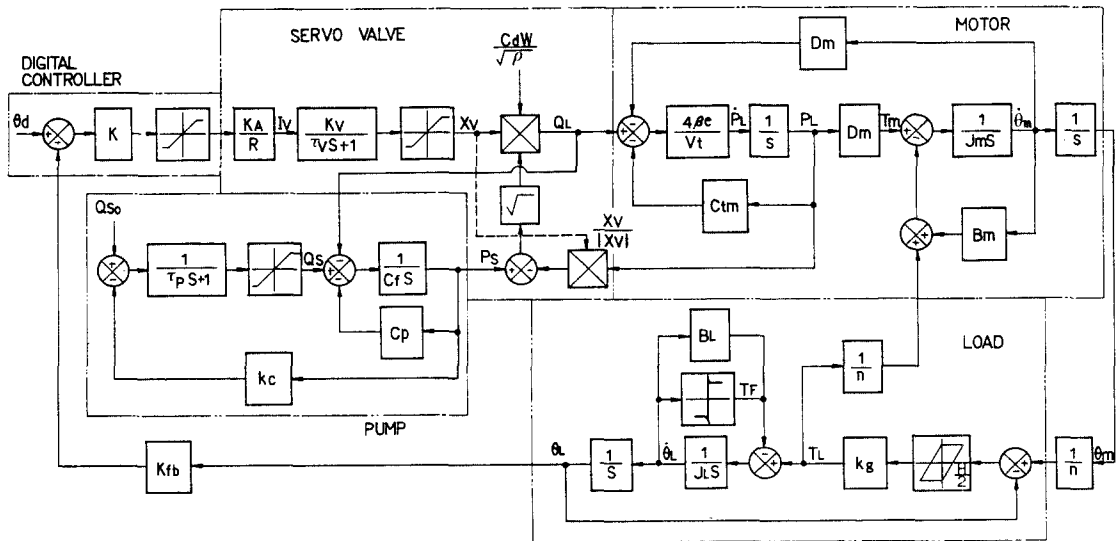 SERVO VALVE
MOTOR
DIGITAL
CONTROLLER
CdW
√ρ
Dm
θd
+
-
K
KA
R
Iv
Kv
τVS+1
Xv
QL
+
-
-
4βe
Vt
ṖL
1
S
PL
Dm
Tm
+
-
1
JmS
θ̇m
1
S
√
Ctm
Xv
|Xv|
+
+
Bm
Qso
+
-
1
τP S+1
Qs
+
-
-
1
Cf S
Ps
+
-
Cp
kc
PUMP
BL
LOAD
1
n
TF
Kfb
θL
1
S
θ̇L
1
JLS
-
-
+
TL
kg
H
2
+
-
1
n
θm